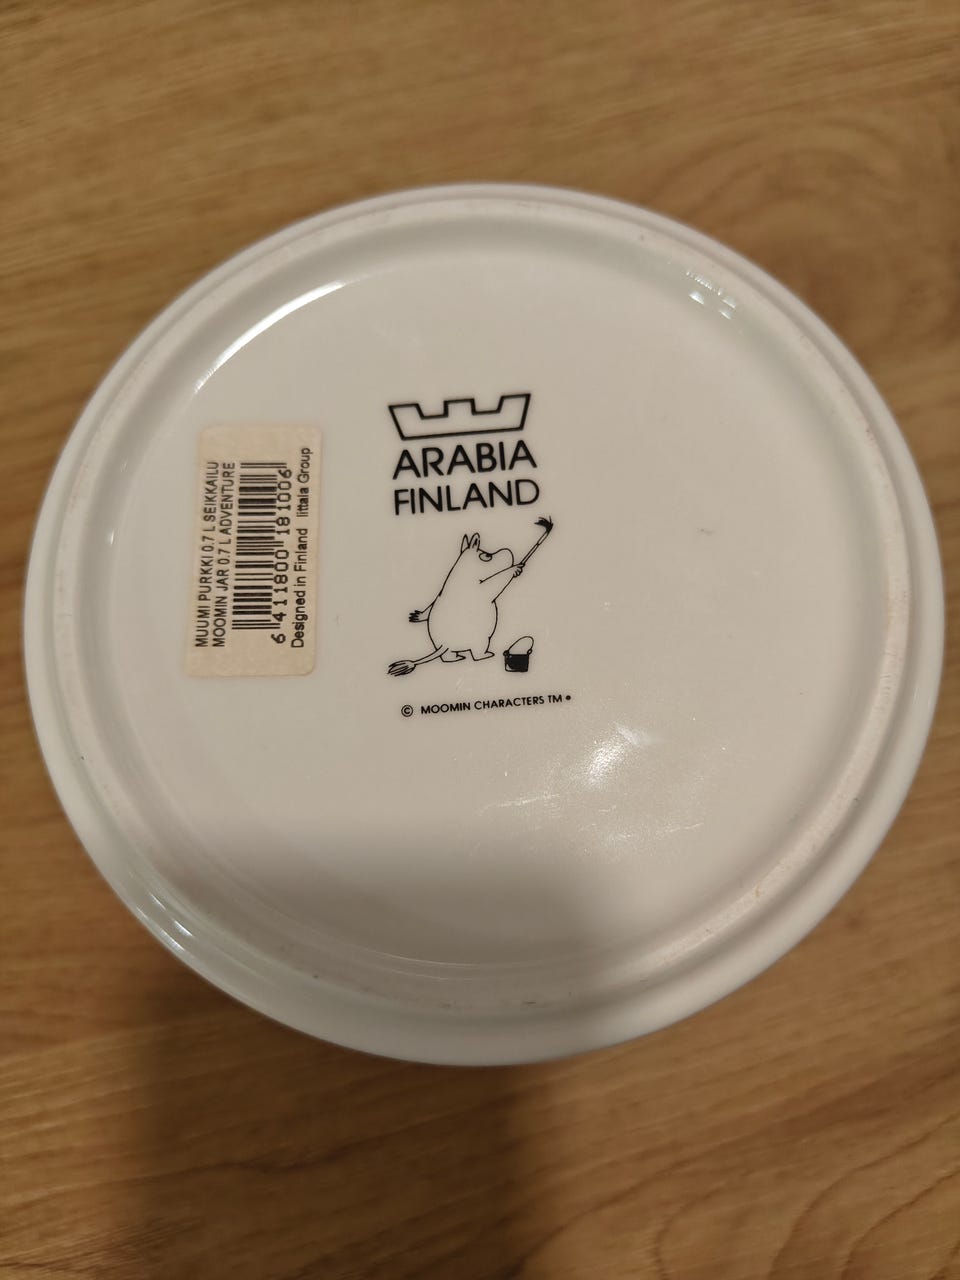 ARABIA
FINLAND
© MOOMIN CHARACTERS TM
MUUMI PURKKI 0.7 L SEIKKAILU
MOOMIN JAR 0.7 L ADVENTURE
6 411800 181006
Designed in Finland Iittala Group